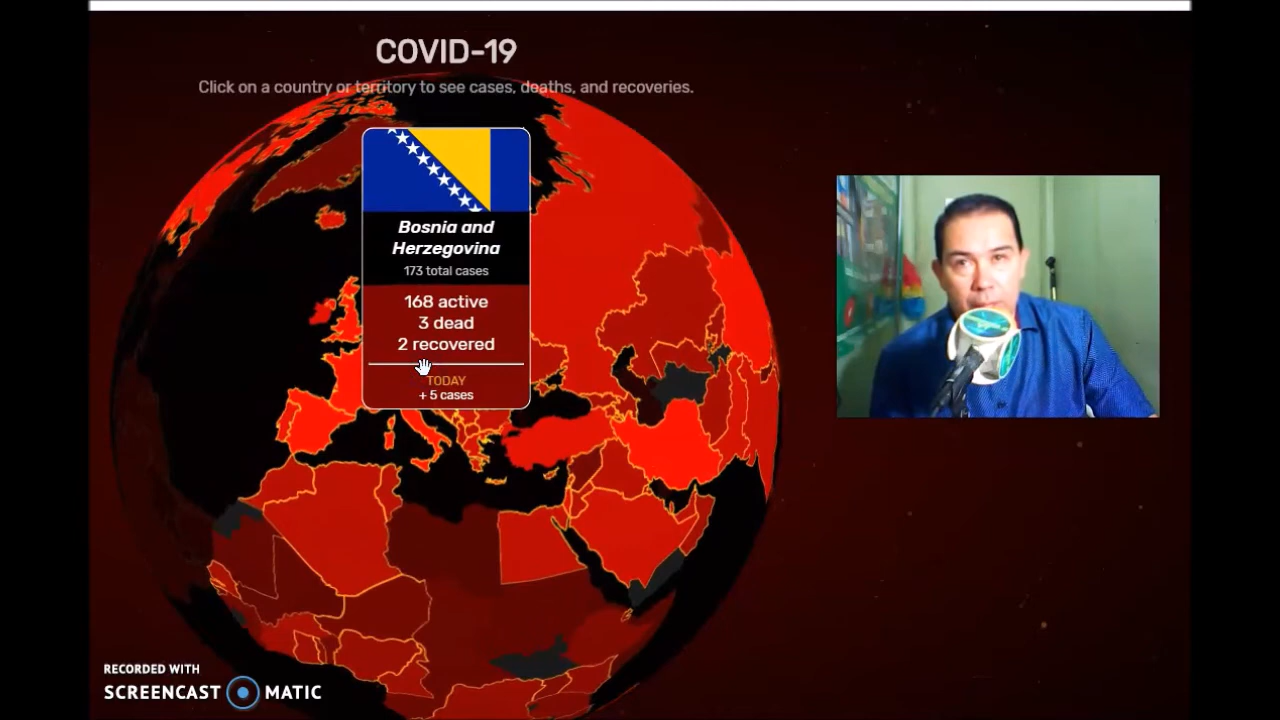 COVID-19
Click on a country or territory to see cases, deaths, and recoveries.
Bosnia and
Herzegovina
173 total cases
168 active
3 dead
2 recovered
TODAY
+ 5 cases
RECORDED WITH
SCREENCAST MATIC